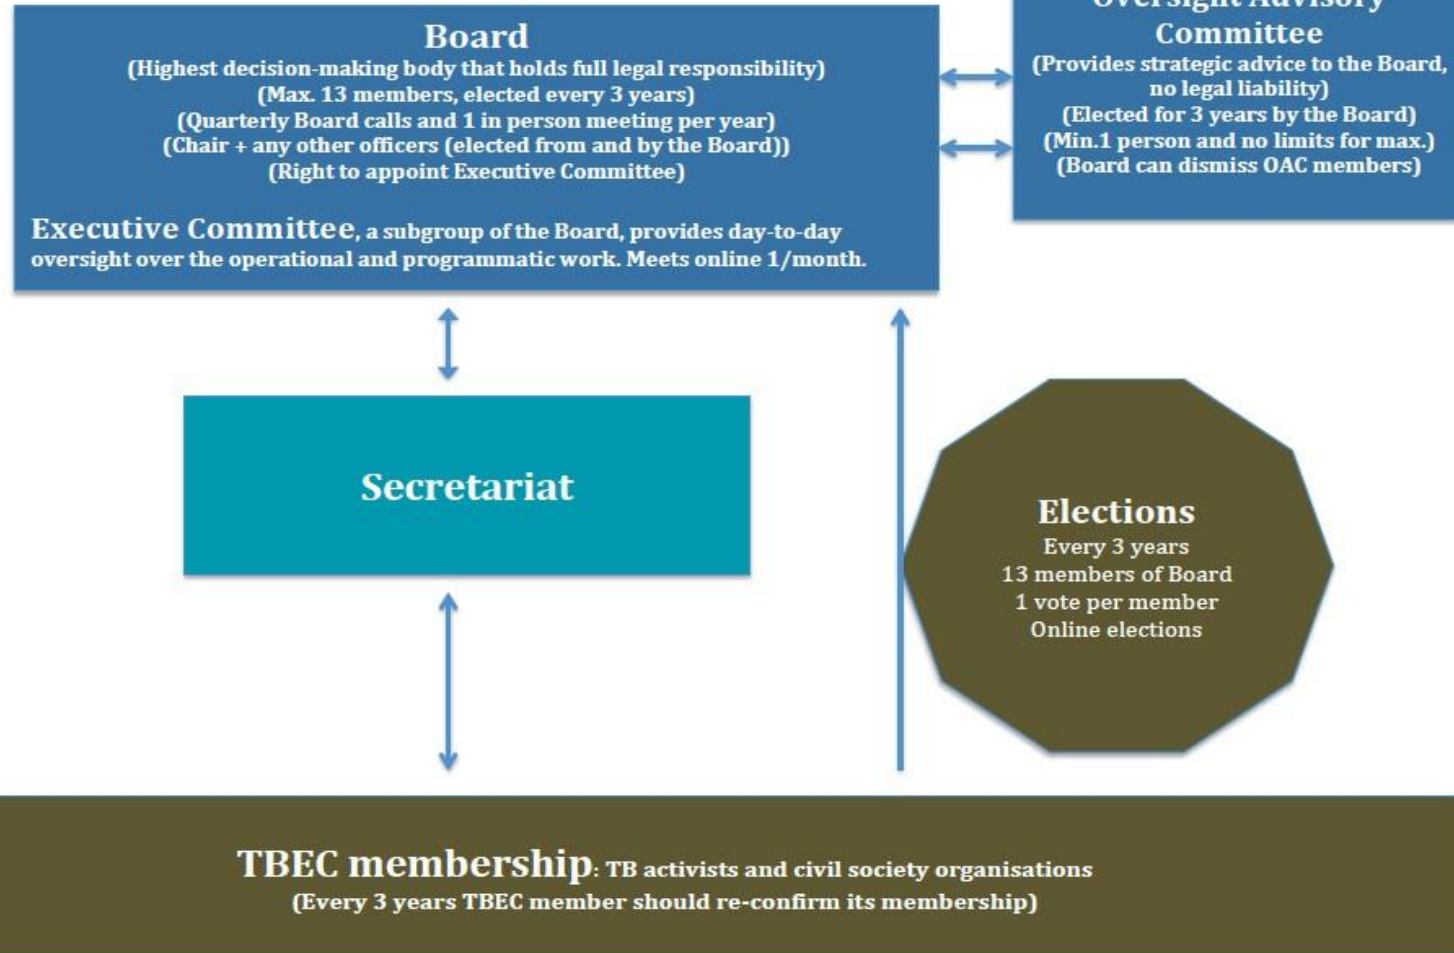 Board
(Highest decision-making body that holds full legal responsibility)
(Max. 13 members, elected every 3 years)
(Quarterly Board calls and 1 in person meeting per year)
(Chair + any other officers (elected from and by the Board))
(Right to appoint Executive Committee)
Executive Committee, a subgroup of the Board, provides day-to-day
oversight over the operational and programmatic work. Meets online 1/month.
Oversight Advisory
Committee
(Provides strategic advice to the Board,
no legal liability)
(Elected for 3 years by the Board)
(Min.1 person and no limits for max.)
(Board can dismiss OAC members)
Secretariat
Elections
Every 3 years
13 members of Board
1 vote per member
Online elections
TBEC membership: TB activists and civil society organisations
(Every 3 years TBEC member should re-confirm its membership)